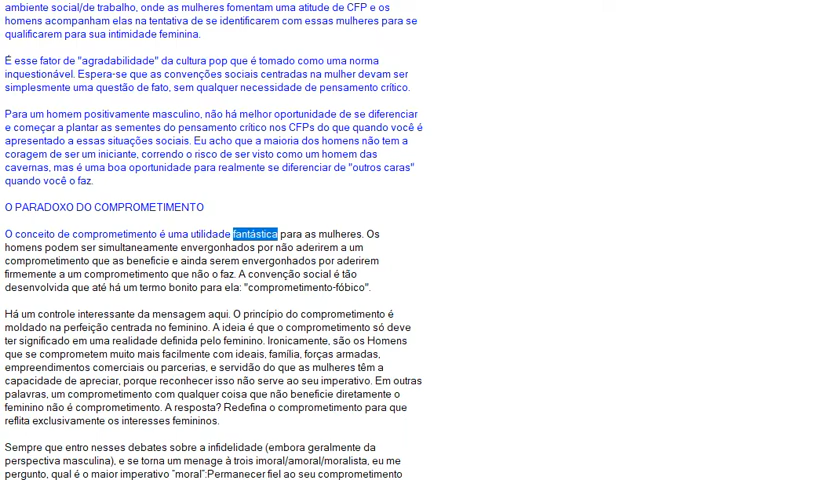 ambiente social/de trabalho, onde as mulheres fomentam uma atitude de CFP e os
homens acompanham elas na tentativa de se identificarem com essas mulheres para se
qualificarem para sua intimidade feminina.
É esse fator de "agradabilidade" da cultura pop que é tomado como uma norma
inquestionável. Espera-se que as convenções sociais centradas na mulher devam ser
simplesmente uma questão de fato, sem qualquer necessidade de pensamento crítico.
Para um homem positivamente masculino, não há melhor oportunidade de se diferenciar
e começar a plantar as sementes do pensamento crítico nos CFPs do que quando você é
apresentado a essas situações sociais. Eu acho que a maioria dos homens não tem a
coragem de ser um iniciante, correndo o risco de ser visto como um homem das
cavernas, mas é uma boa oportunidade para realmente se diferenciar de "outros caras"
quando você o faz.
O PARADOXO DO COMPROMETIMENTO
O conceito de comprometimento é uma utilidade fantástica para as mulheres. Os
homens podem ser simultaneamente envergonhados por não aderirem a um
comprometimento que as beneficie e ainda serem envergonhados por aderirem
firmemente a um comprometimento que não o faz. A convenção social é tão
desenvolvida que até há um termo bonito para ela: "comprometimento-fóbico".
Há um controle interessante da mensagem aqui. O princípio do comprometimento é
moldado na perfeição centrada no feminino. A ideia é que o comprometimento só deve
ter significado em uma realidade definida pelo feminino. Ironicamente, são os Homens
que se comprometem muito mais facilmente com ideais, família, forças armadas,
empreendimentos comerciais ou parcerias, e servidão do que as mulheres têm a
capacidade de apreciar, porque reconhecer isso não serve ao seu imperativo. Em outras
palavras, um comprometimento com qualquer coisa que não beneficie diretamente o
feminino não é comprometimento. A resposta? Redefina o comprometimento para que
reflita exclusivamente os interesses femininos.
Sempre que entro nesses debates sobre a infidelidade (embora geralmente da
perspectiva masculina), e se torna um menage à trois imoral/amoral/moralista, eu me
pergunto, qual é o maior imperativo “moral”:Permanecer fiel ao seu comprometimento